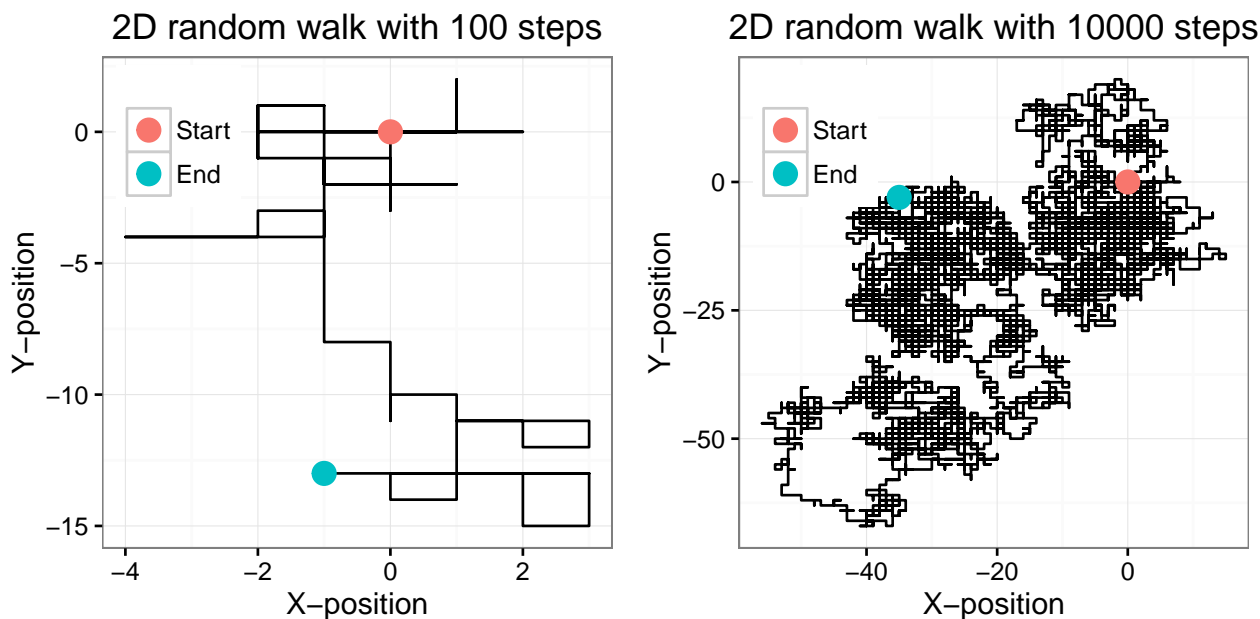 2D random walk with 100 steps
Start
End
0
−5
−10
−15
Y−position
−4
−2
0
2
X−position
2D random walk with 10000 steps
Start
End
0
−25
−50
Y−position
−40
−20
0
X−position